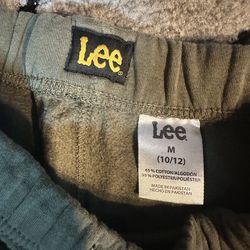 Lee
Lee
M
(10/12)
65 % COTTON/ALGODÓN
35 % POLYESTER/POLIÉSTER
MADE IN PAKISTAN
HECHO EN PAKISTAN